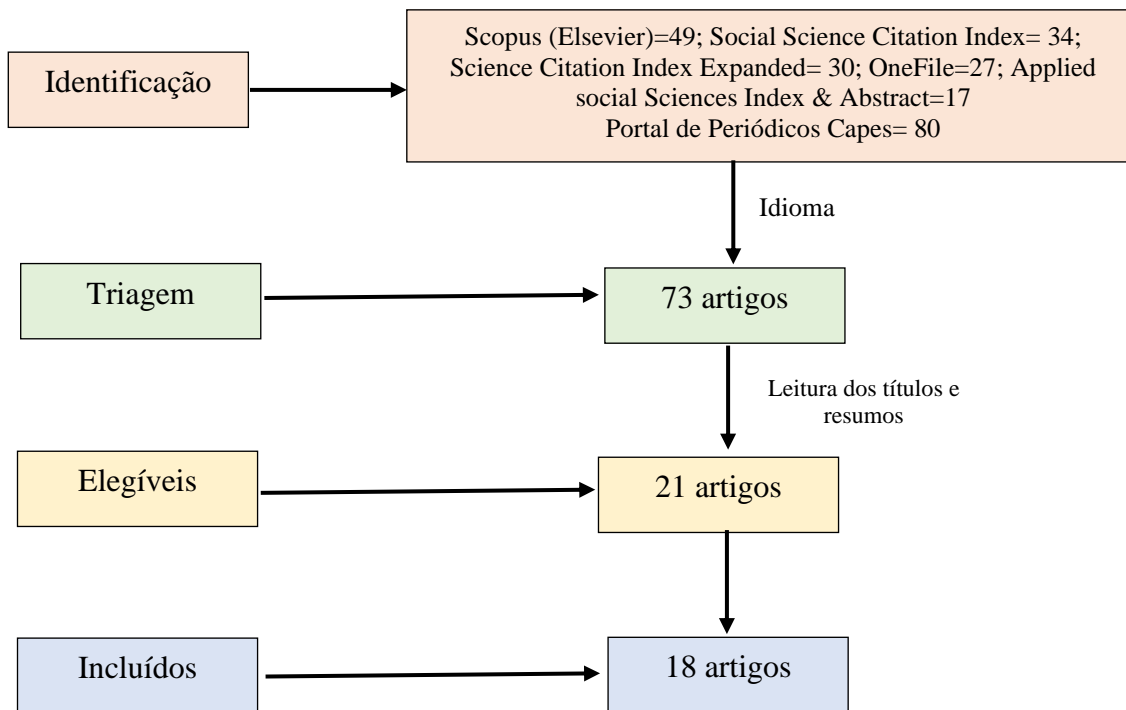 Identificação
Scopus (Elsevier)=49; Social Science Citation Index= 34;
Science Citation Index Expanded= 30; OneFile=27; Applied
social Sciences Index & Abstract=17
Portal de Periódicos Capes= 80
Idioma
Triagem
73 artigos
Leitura dos títulos e
resumos
Elegíveis
21 artigos
Incluídos
18 artigos